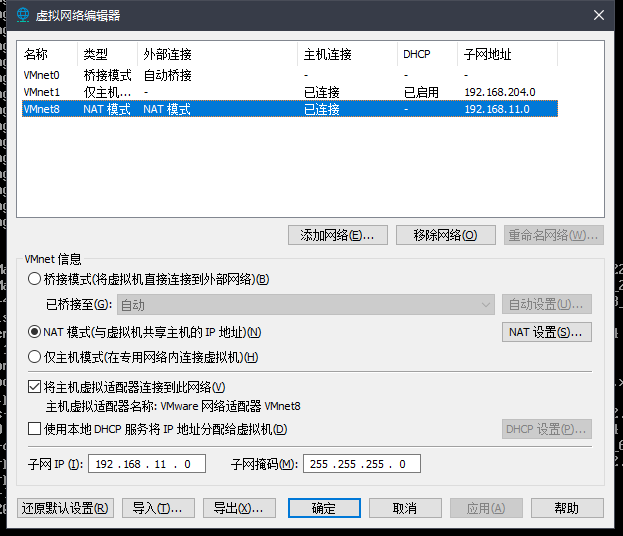 虚拟网络编辑器
名称 类型 外部连接 主机连接 DHCP 子网地址
VMnet0 桥接模式 自动桥接 - - -
VMnet1 仅主机... - 已连接 已启用 192.168.204.0
VMnet8 NAT 模式 NAT 模式 已连接 - 192.168.11.0
添加网络(E)... 移除网络(O) 重命名网络(W)...
VMnet 信息
桥接模式(将虚拟机直接连接到外部网络)(B)
已桥接至(G): 自动 自动设置(U)...
NAT 模式(与虚拟机共享主机的 IP 地址)(N) NAT 设置(S)...
仅主机模式(在专用网络内连接虚拟机)(H)
将主机虚拟适配器连接到此网络(V)
主机虚拟适配器名称: VMware 网络适配器 VMnet8
使用本地 DHCP 服务将 IP 地址分配给虚拟机(D) DHCP 设置(P)...
子网 IP (I): 192 . 168 . 11 . 0 子网掩码(M): 255 . 255 . 255 . 0
还原默认设置(R) 导入(T)... 导出(X)... 确定 取消 应用(A) 帮助